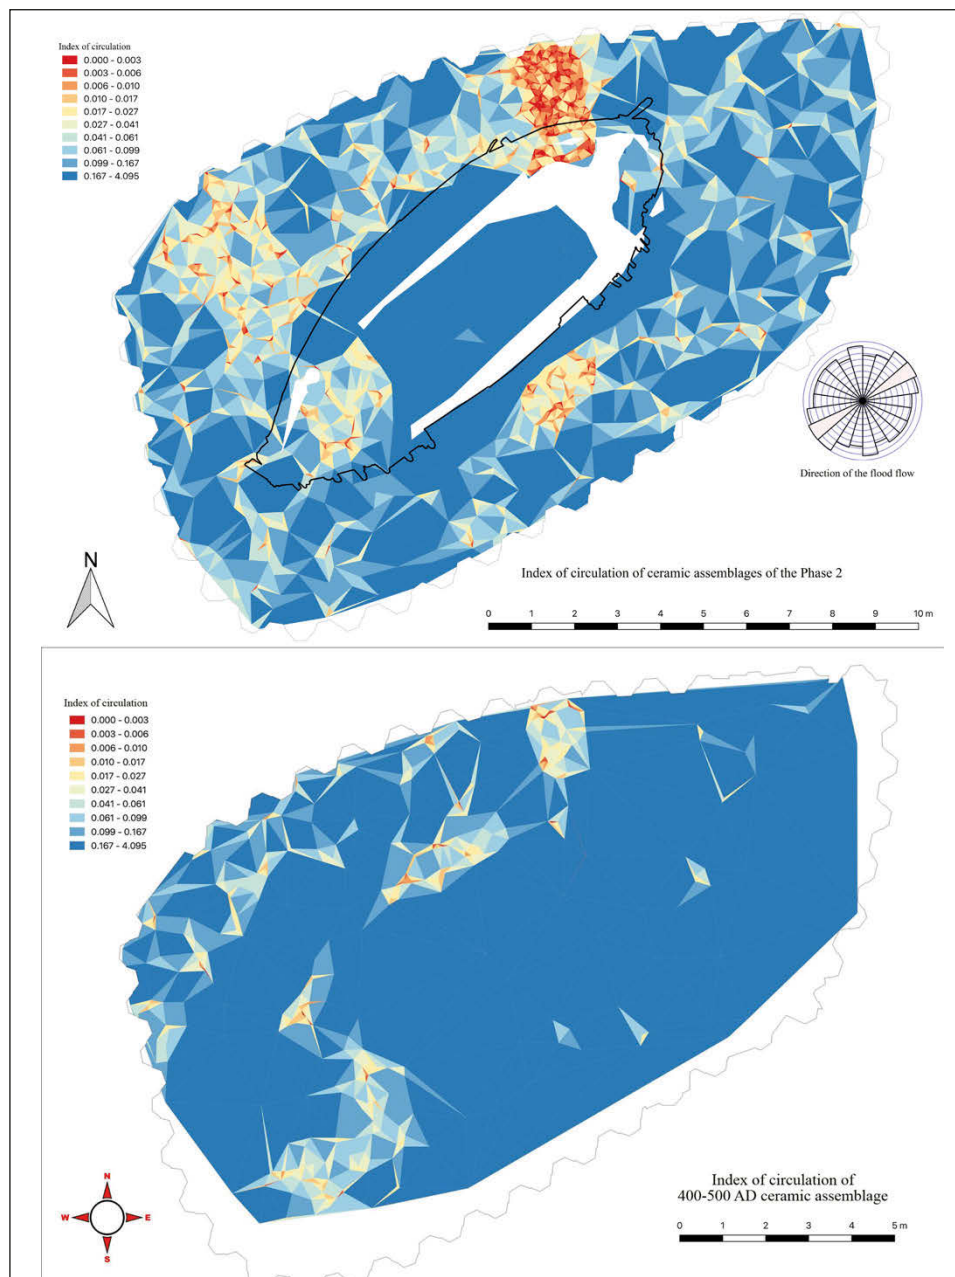 Index of circulation
0.000 - 0.003
0.003 - 0.006
0.006 - 0.010
0.010 - 0.017
0.017 - 0.027
0.027 - 0.041
0.041 - 0.061
0.061 - 0.099
0.099 - 0.167
0.167 - 4.095
Direction of the flood flow
N
Index of circulation of ceramic assemblages of the Phase 2
0 1 2 3 4 5 6 7 8 9 10 m
Index of circulation
0.000 - 0.003
0.003 - 0.006
0.006 - 0.010
0.010 - 0.017
0.017 - 0.027
0.027 - 0.041
0.041 - 0.061
0.061 - 0.099
0.099 - 0.167
0.167 - 4.095
N
W E
S
Index of circulation of
400-500 AD ceramic assemblage
0 1 2 3 4 5 m